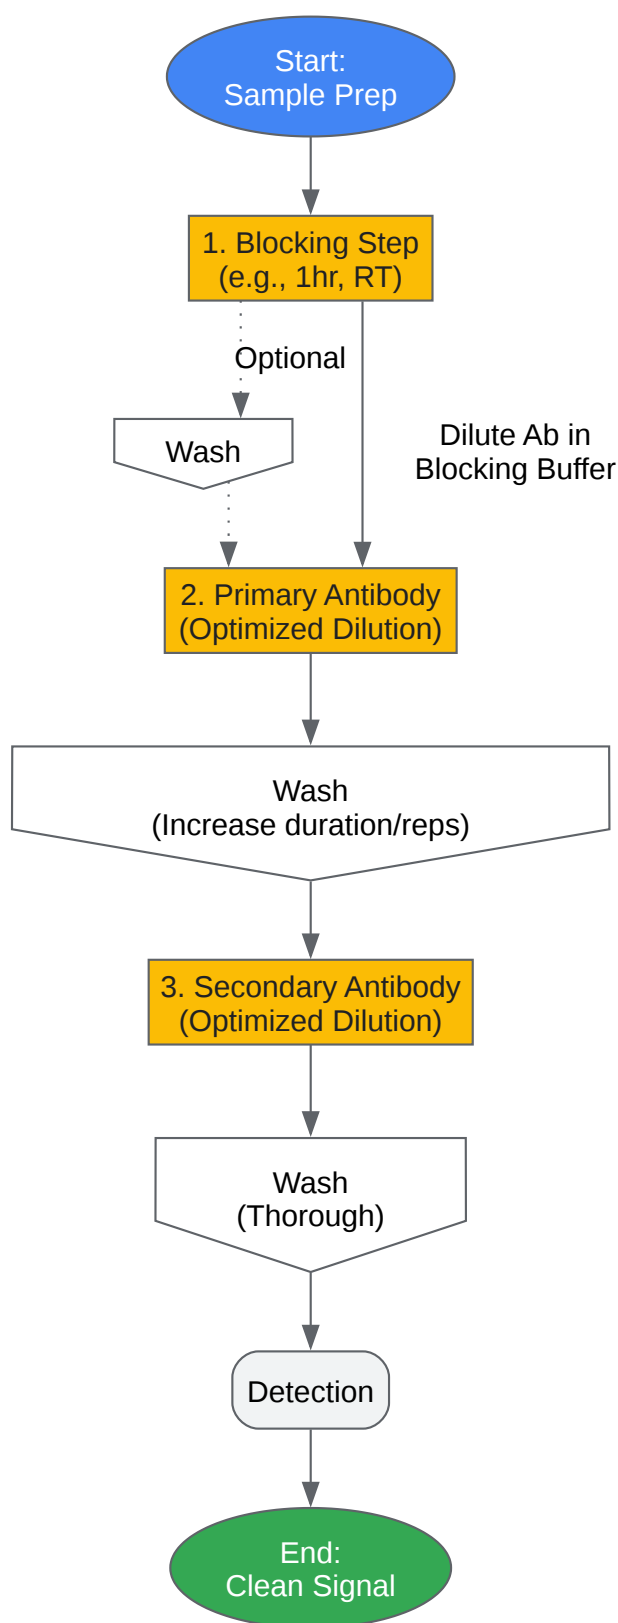 Start:
Sample Prep
1. Blocking Step
(e.g., 1hr, RT)
Optional
Wash
Dilute Ab in
Blocking Buffer
2. Primary Antibody
(Optimized Dilution)
Wash
(Increase duration/reps)
3. Secondary Antibody
(Optimized Dilution)
Wash
(Thorough)
Detection
End:
Clean Signal